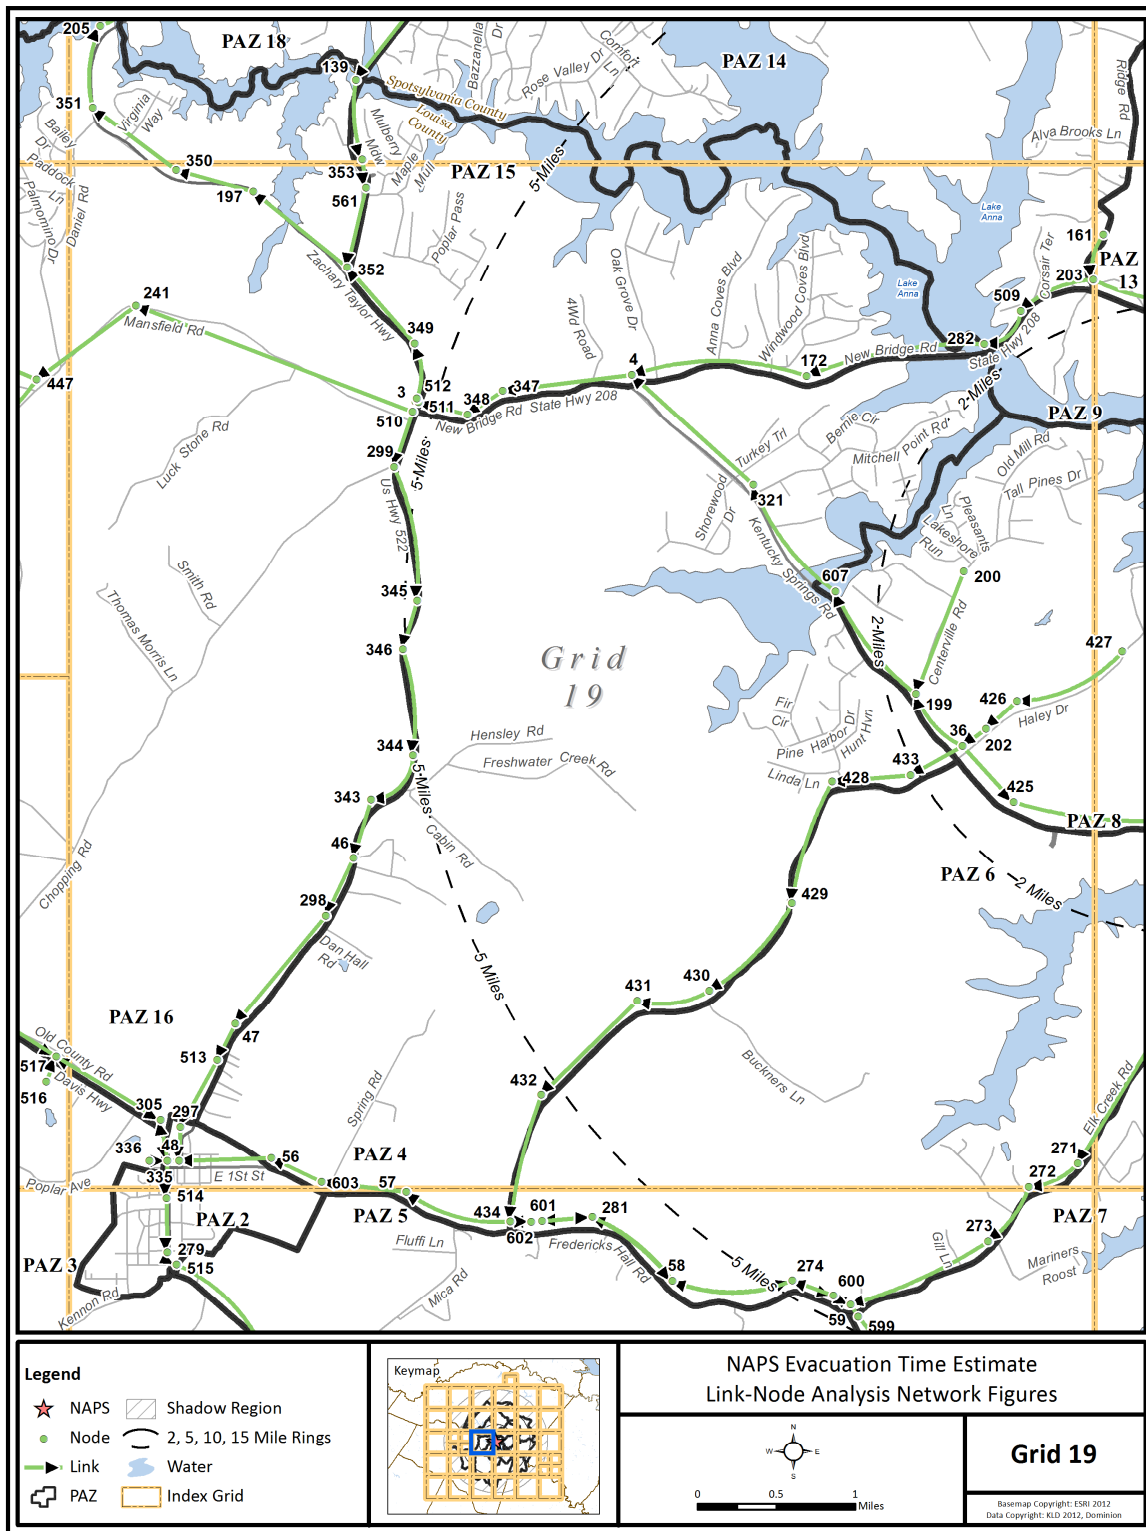 205
PAZ 18
Bazzanella
Dr
Rose Valley Dr
Comfort
Ln
PAZ 14
Ridge Rd
139
Spotsylvania County
Louisa
County
351
Virginia
Way
Bailey
Dr
Mulberry
Mdw
Maple
Mull
Alva Brooks Ln
350
353
PAZ 15
5-Miles
Paddock
Ln
197
561
Palmomino Dr
Daniel Rd
Poplar Pass
Lake
Anna
161
PAZ
13
203
Corsair Ter
352
Zachary Taylor Hwy
Oak Grove Dr
Anna Coves Blvd
Windwood Coves Blvd
Lake
Anna
509
241
Mansfield Rd
4Wd Road
State Hwy 208
349
282
New Bridge Rd
172
4
447
512
3
347
348
511
510
New Bridge Rd State Hwy 208
2-Miles
PAZ 9
Luck Stone Rd
299
5-Miles
Bernie Cir
Point Rd
Mitchell
Turkey Trl
Old Mill Rd
Tall Pines Dr
Us Hwy 522
321
Shorewood
Dr
Pleasants
Ln
Lakeshore
Run
Kentucky Springs Rd
Smith Rd
345
607
200
Thomas Morris Ln
346
Grid
19
2-Miles
Centerville Rd
427
Fir
Cir
199
426
Haley Dr
36
202
Hensley Rd
344
Freshwater Creek Rd
Pine
Harbor Dr
Hunt Hvn
433
Linda Ln
428
425
343
5-Miles
PAZ 8
46
Cabin Rd
Chopping Rd
PAZ 6
2 Miles
429
298
Dan Hall
Rd
5 Miles
430
431
PAZ 16
47
Old County Rd
513
517
Davis Hwy
516
Buckners Ln
432
Spring Rd
305
297
Elk Creek Rd
336
48
56
PAZ 4
271
335
E 1St St
603
57
272
Poplar Ave
514
PAZ 2
PAZ 5
434
601
281
PAZ 7
602
Fluffi Ln
Fredericks
Hall Rd
273
Gill Ln
Mariners
Roost
PAZ 3
279
515
58
5 Miles
274
600
Mica Rd
Kennon Rd
59
599
Legend
NAPS
Shadow Region
Node
2, 5, 10, 15 Mile Rings
Link
Water
PAZ
Index Grid
Keymap
NAPS Evacuation Time Estimate
Link-Node Analysis Network Figures
N
W
E
S
0
0.5
1
Miles
Grid 19
Basemap Copyright: ESRI 2012
Data Copyright: KLD 2012, Dominion